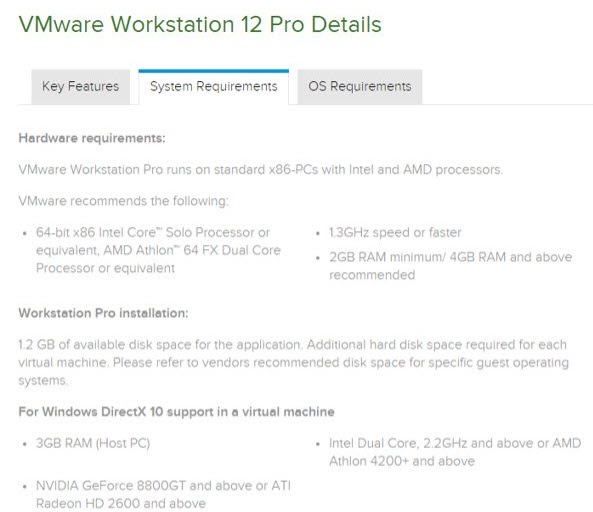 VMware Workstation 12 Pro Details
Key Features
System Requirements
OS Requirements
Hardware requirements:
VMware Workstation Pro runs on standard x86-PCs with Intel and AMD processors.
VMware recommends the following:
• 64-bit x86 Intel Core™ Solo Processor or
equivalent, AMD Athlon™ 64 FX Dual Core
Processor or equivalent
• 1.3GHz speed or faster
• 2GB RAM minimum/ 4GB RAM and above
recommended
Workstation Pro installation:
1.2 GB of available disk space for the application. Additional hard disk space required for each
virtual machine. Please refer to vendors recommended disk space for specific guest operating
systems.
For Windows DirectX 10 support in a virtual machine
• 3GB RAM (Host PC)
• Intel Dual Core, 2.2GHz and above or AMD
Athlon 4200+ and above
• NVIDIA GeForce 8800GT and above or ATI
Radeon HD 2600 and above